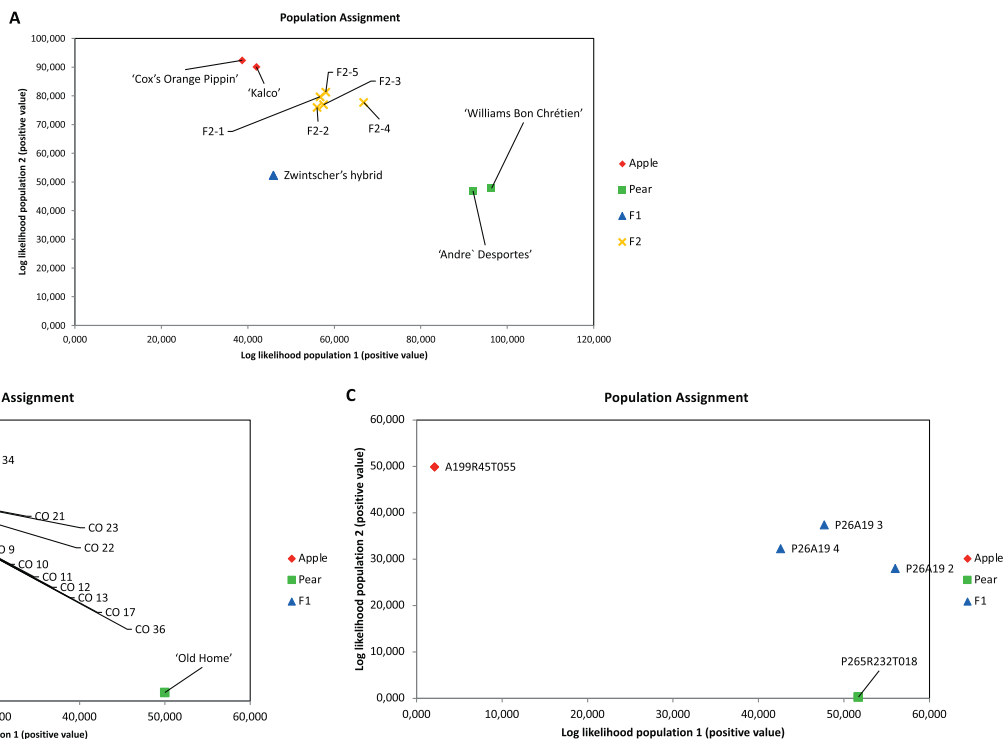 A
Population Assignment
Log likelihood population 2 (positive value)
100,000
90,000
80,000
70,000
60,000
50,000
40,000
30,000
20,000
10,000
0,000
‘Cox’s Orange Pippin’
‘Kalco’
F2-5
F2-3
F2-1
F2-2
F2-4
‘Williams Bon Chrétien’
Zwintscher’s hybrid
‘Andre` Desportes’
0,000 20,000 40,000 60,000 80,000 100,000 120,000
Log likelihood population 1 (positive value)
Apple
Pear
F1
F2
Assignment
34
CO 21
CO 23
CO 22
O 9
CO 10
CO 11
CO 12
CO 13
CO 17
CO 36
‘Old Home’
00 40,000 50,000 60,000
on 1 (positive value)
Apple
Pear
F1
C
Population Assignment
Log likelihood population 2 (positive value)
60,000
50,000
40,000
30,000
20,000
10,000
0,000
A199R45T055
P26A19 3
P26A19 4
P26A19 2
P265R232T018
0,000 10,000 20,000 30,000 40,000 50,000 60,000
Log likelihood population 1 (positive value)
Apple
Pear
F1